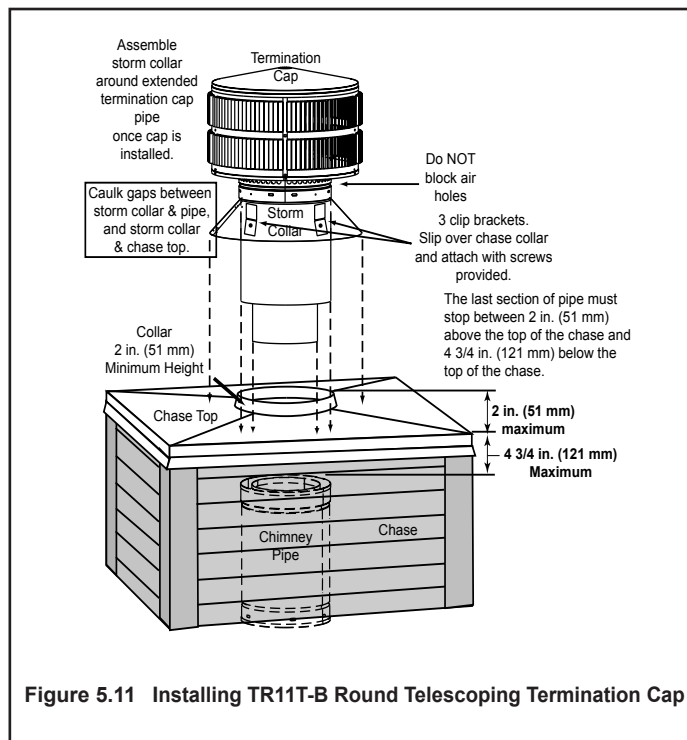 Assemble
storm collar
around extended
termination cap
pipe
once cap is
installed.
Termination
Cap
Do NOT
block air
holes
Caulk gaps between
storm collar & pipe,
and storm collar
& chase top.
Storm
Collar
3 clip brackets.
Slip over chase collar
and attach with screws
provided.
The last section of pipe must
stop between 2 in. (51 mm)
above the top of the chase and
4 3/4 in. (121 mm) below the
top of the chase.
Collar
2 in. (51 mm)
Minimum Height
Chase Top
2 in. (51 mm)
maximum
4 3/4 in. (121 mm)
Maximum
Chimney
Pipe
Chase
Figure 5.11 Installing TR11T-B Round Telescoping Termination Cap